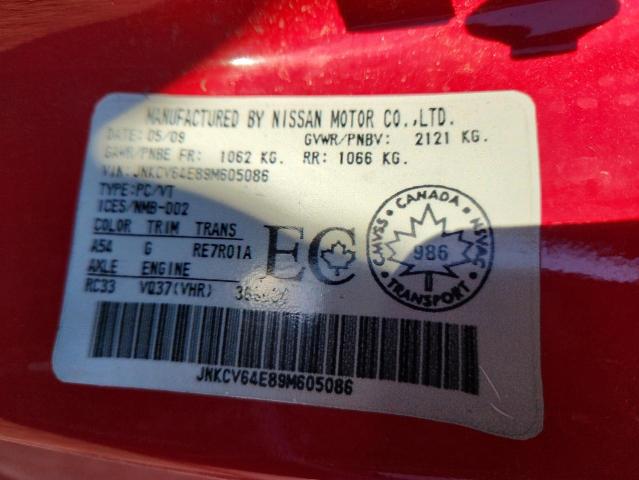 MANUFACTURED BY NISSAN MOTOR CO.,LTD.
DATE: 05/09 GVWR/PNBV: 2121 KG.
GAWR/PNBE FR: 1062 KG. RR: 1066 KG.
VIN: JNKCV64E89M605086
TYPE:PC/VT
ICES/NMB-002
COLOR TRIM TRANS
A54 G RE7R01A
AXLE ENGINE
RC33 VQ37(VHR)
EC
CANADA
CMVSS 986 NSVAC
TRANSPORT
JNKCV64E89M605086